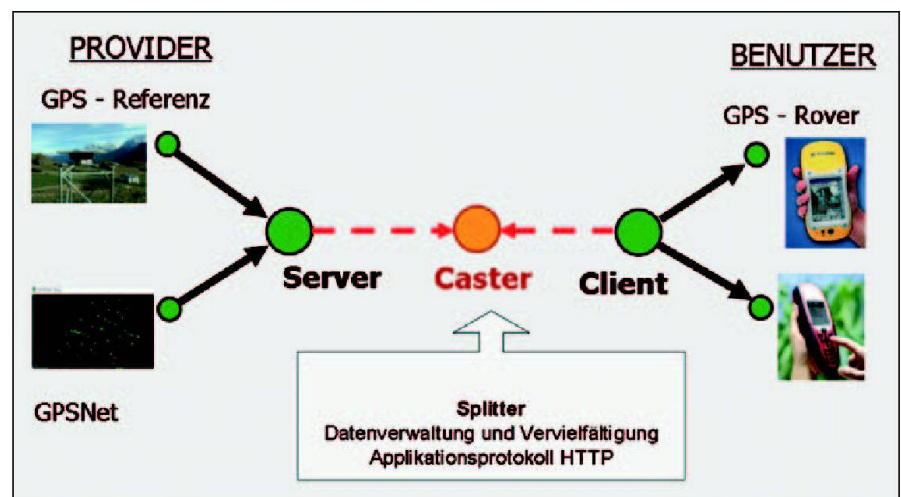 PROVIDER
GPS - Referenz
GPSNet
Server
Caster
Client
BENUTZER
GPS - Rover
Splitter
Datenverwaltung und Vervielfältigung
Applikationsprotokoll HTTP